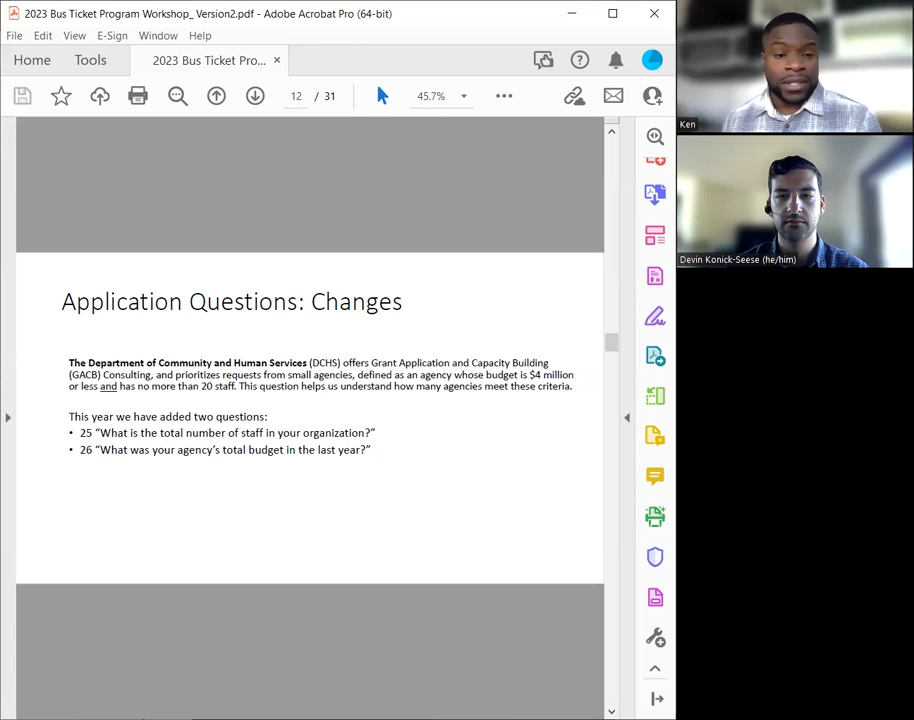 2023 Bus Ticket Program Workshop_ Version2.pdf - Adobe Acrobat Pro (64-bit)
File Edit View E-Sign Window Help
Home Tools 2023 Bus Ticket Pro... ×
12 / 31 45.7%
Application Questions: Changes
The Department of Community and Human Services (DCHS) offers Grant Application and Capacity Building
(GACB) Consulting, and prioritizes requests from small agencies, defined as an agency whose budget is $4 million
or less and has no more than 20 staff. This question helps us understand how many agencies meet these criteria.
This year we have added two questions:
• 25 “What is the total number of staff in your organization?”
• 26 “What was your agency’s total budget in the last year?”
Ken
Devin Konick-Seese (he/him)